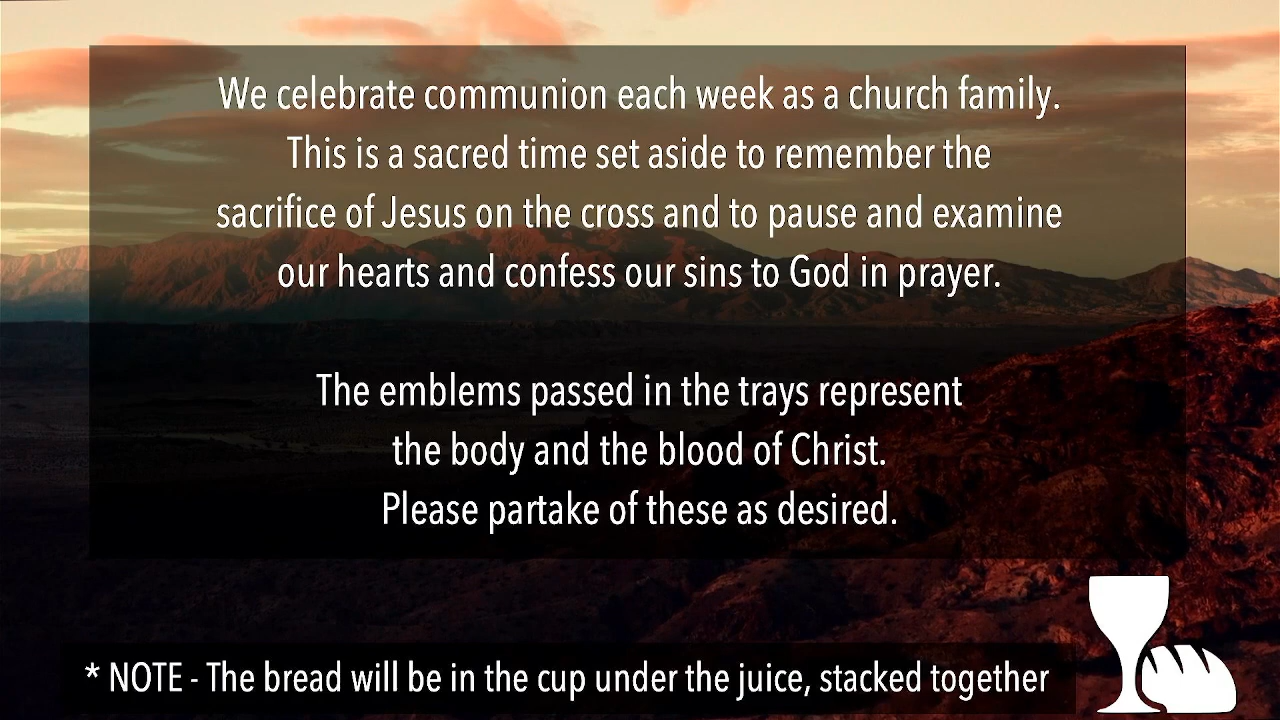 We celebrate communion each week as a church family.
This is a sacred time set aside to remember the
sacrifice of Jesus on the cross and to pause and examine
our hearts and confess our sins to God in prayer.
The emblems passed in the trays represent
the body and the blood of Christ.
Please partake of these as desired.
* NOTE - The bread will be in the cup under the juice, stacked together